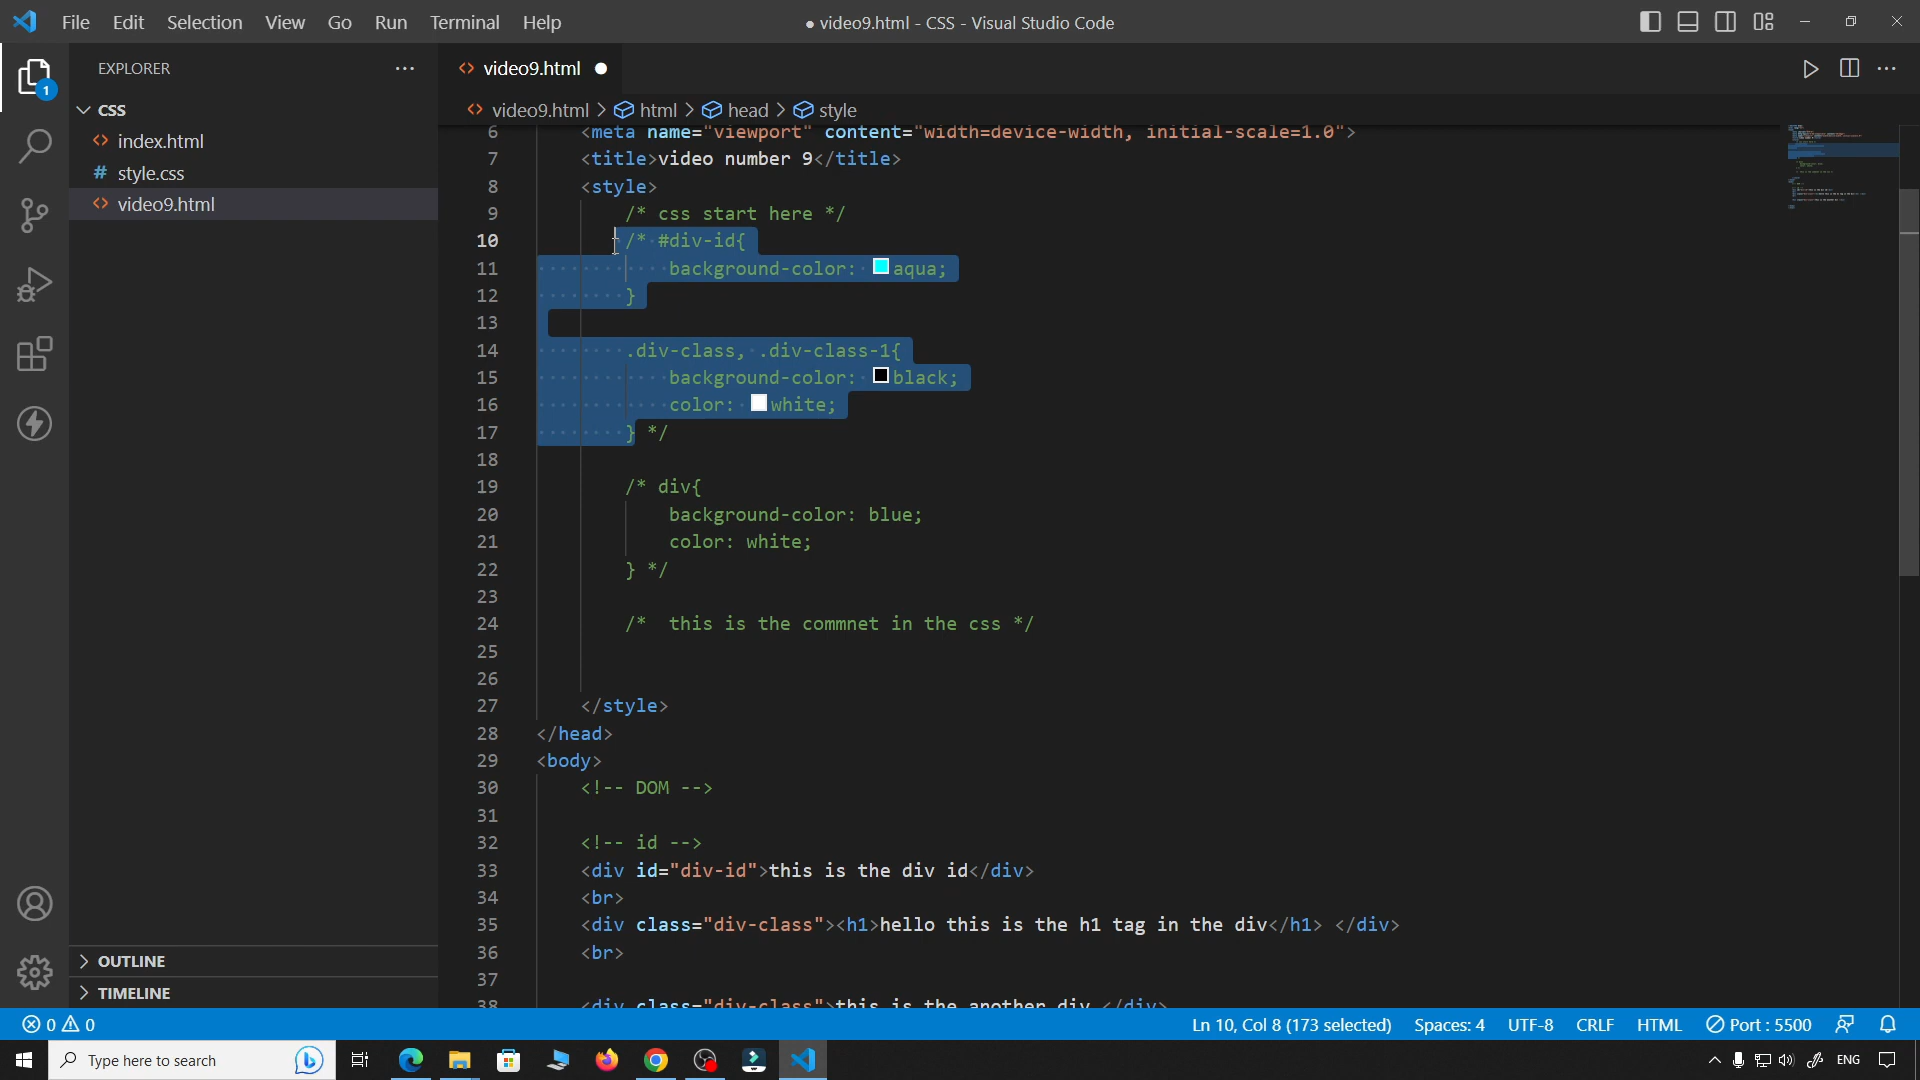 File Edit Selection View Go Run Terminal Help
● video9.html - CSS - Visual Studio Code
EXPLORER
CSS
index.html
style.css
video9.html
OUTLINE
TIMELINE
1
video9.html
video9.html > html > head > style
6 <meta name="viewport" content="width=device-width, initial-scale=1.0">
7 <title>video number 9</title>
8 <style>
9 /* css start here */
10 /* #div-id{
11 background-color: aqua;
12 }
13
14 .div-class, .div-class-1{
15 background-color: black;
16 color: white;
17 } */
18
19 /* div{
20 background-color: blue;
21 color: white;
22 } */
23
24 /*  this is the commnet in the css */
25
26
27 </style>
28 </head>
29 <body>
30 <!-- DOM -->
31
32 <!-- id -->
33 <div id="div-id">this is the div id</div>
34 <br>
35 <div class="div-class"><h1>hello this is the h1 tag in the div</h1> </div>
36 <br>
37
38 <div class="div-class">this is the another div </div>
0 0
Ln 10, Col 8 (173 selected) Spaces: 4 UTF-8 CRLF HTML Port : 5500
Type here to search
ENG